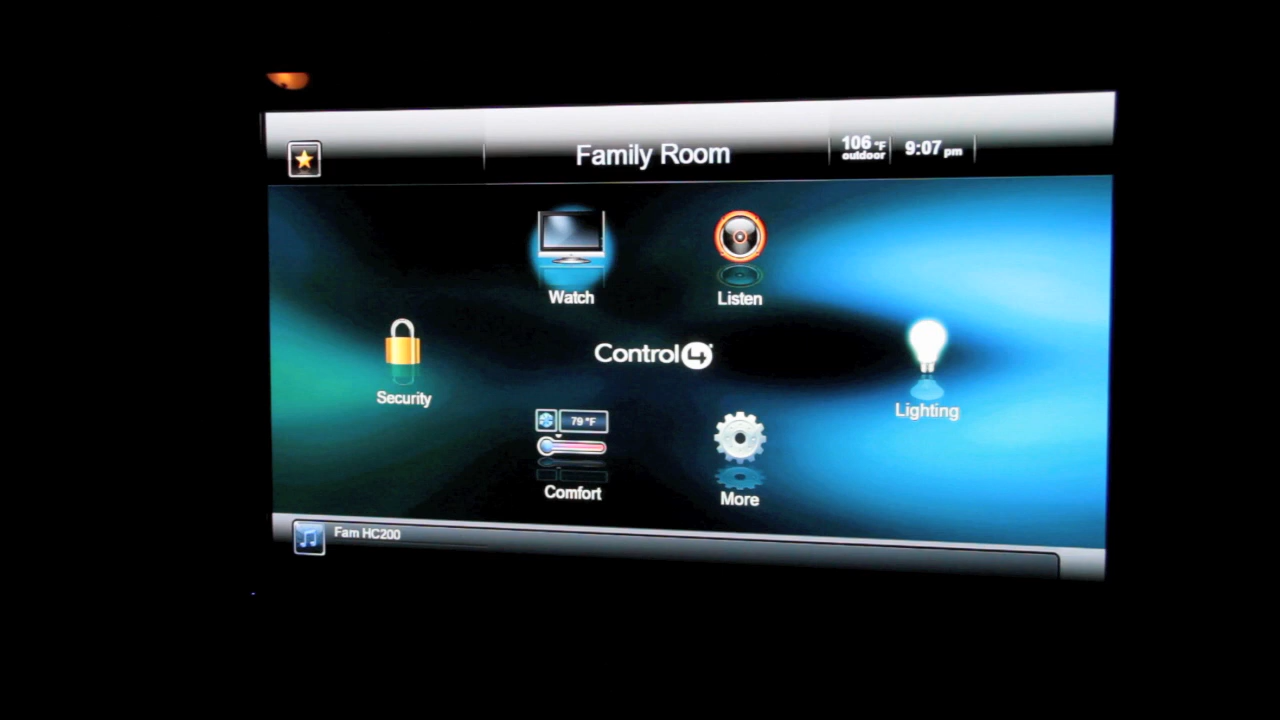 Family Room
106 °F
outdoor
9:07 pm
Watch
Listen
Security
Control4
Lighting
79 °F
Comfort
More
Fam HC200